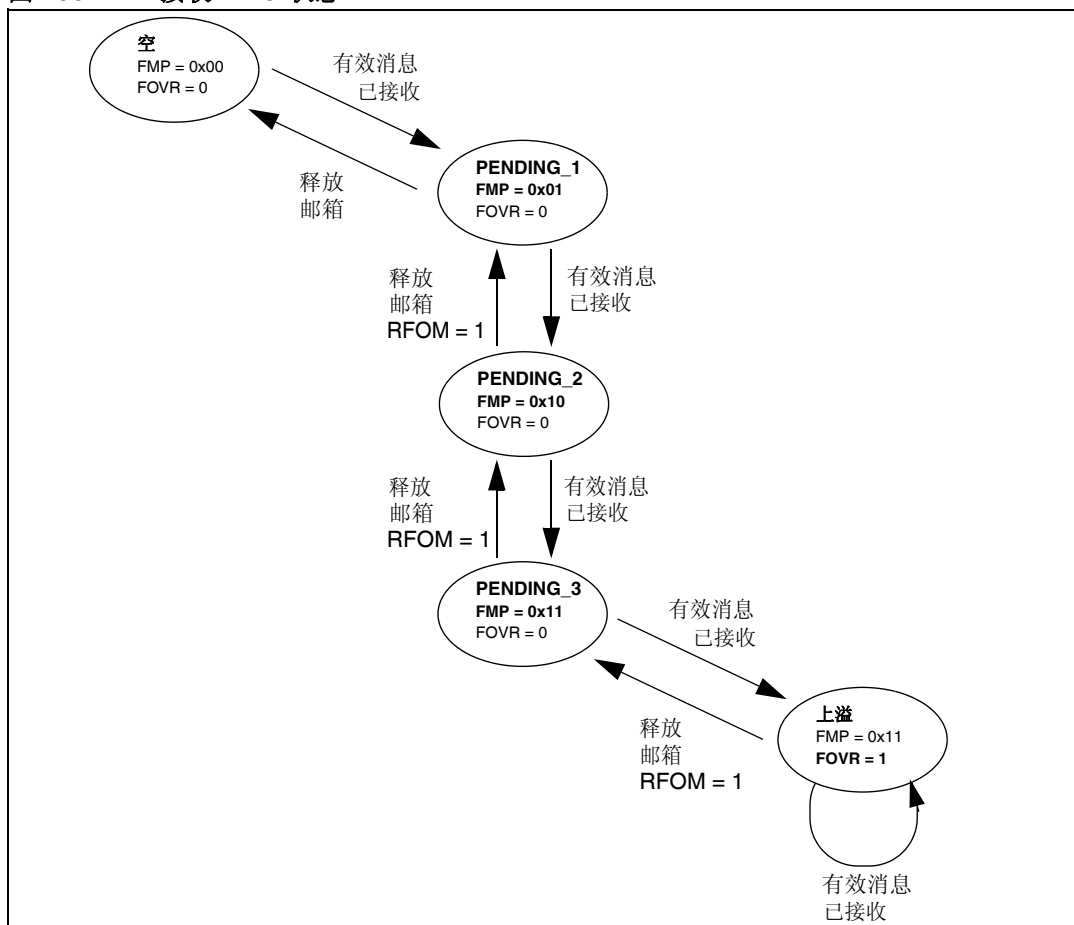 空
FMP = 0x00
FOVR = 0
有效消息
已接收
释放
邮箱
PENDING_1
FMP = 0x01
FOVR = 0
释放
邮箱
RFOM = 1
有效消息
已接收
PENDING_2
FMP = 0x10
FOVR = 0
释放
邮箱
RFOM = 1
有效消息
已接收
PENDING_3
FMP = 0x11
FOVR = 0
有效消息
已接收
释放
邮箱
RFOM = 1
上溢
FMP = 0x11
FOVR = 1
有效消息
已接收